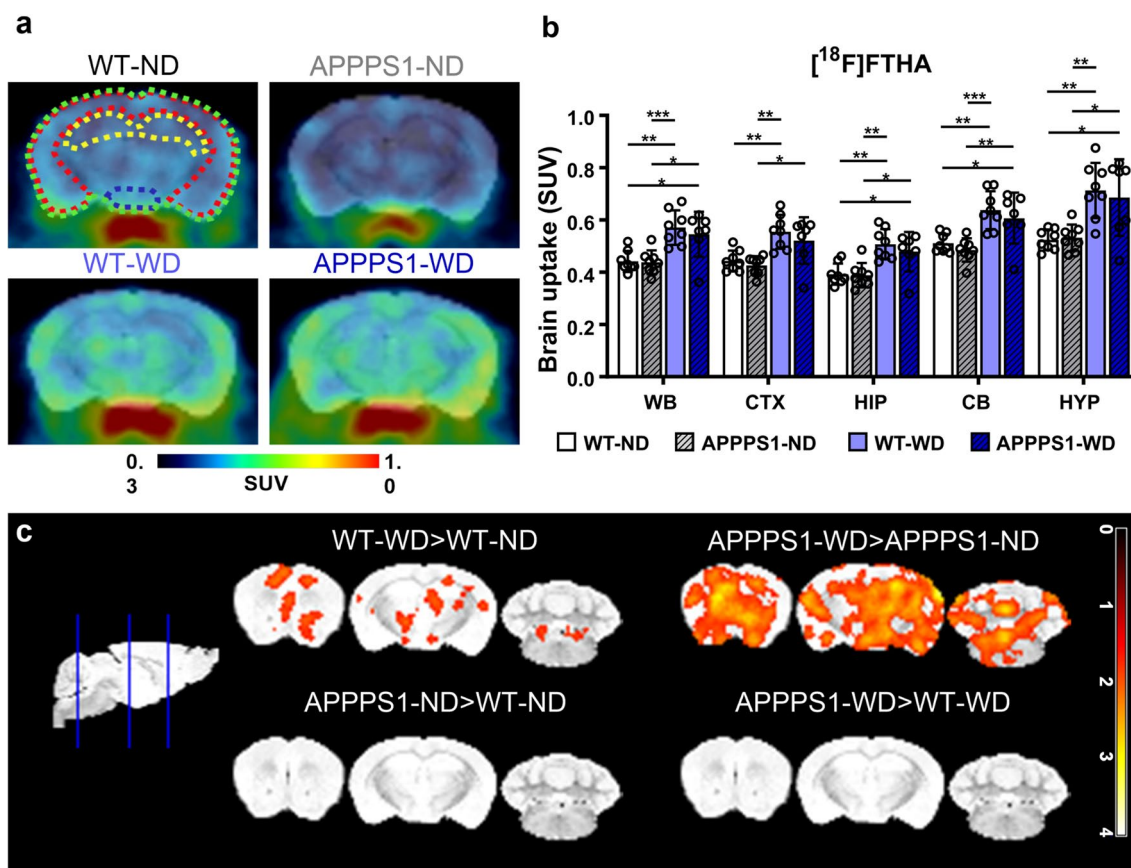 a
WT-ND
APPPS1-ND
WT-WD
APPPS1-WD
0.
3
SUV
1.
0
b
[18F]FTHA
Brain uptake (SUV)
1.0
0.8
0.6
0.4
0.2
0.0
*** ** ** ** ** *** ** ** ** **
** * ** * * * ** * * *
*
WB CTX HIP CB HYP
WT-ND APPPS1-ND WT-WD APPPS1-WD
c
WT-WD>WT-ND
APPPS1-WD>APPPS1-ND
APPPS1-ND>WT-ND
APPPS1-WD>WT-WD
0
1
2
3
4